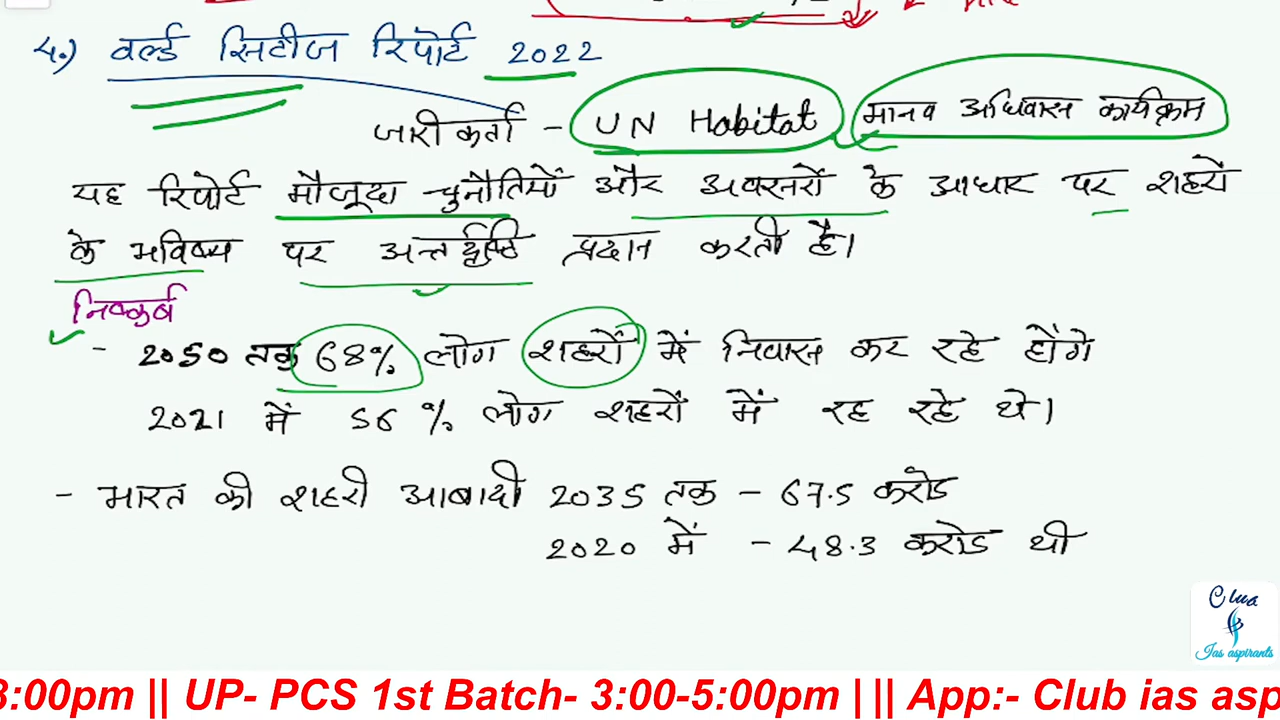 4.) वर्ल्ड सिटीज रिपोर्ट 2022
जारीकर्ता - UN Habitat मानव अधिवास कार्यक्रम
यह रिपोर्ट मौजूदा चुनौतियों और अवसरों के आधार पर शहरों
के भविष्य पर अन्तर्दृष्टि प्रदान करती है।
निष्कर्ष
- 2050 तक 68% लोग शहरों में निवास कर रहे होंगे
2021 में 56 % लोग शहरों में रह रहे थे।
- भारत की शहरी आबादी 2035 तक - 67.5 करोड
2020 में - 48.3 करोड थी
Club
Ias aspirants
3:00pm || UP- PCS 1st Batch- 3:00-5:00pm | || App:- Club ias asp